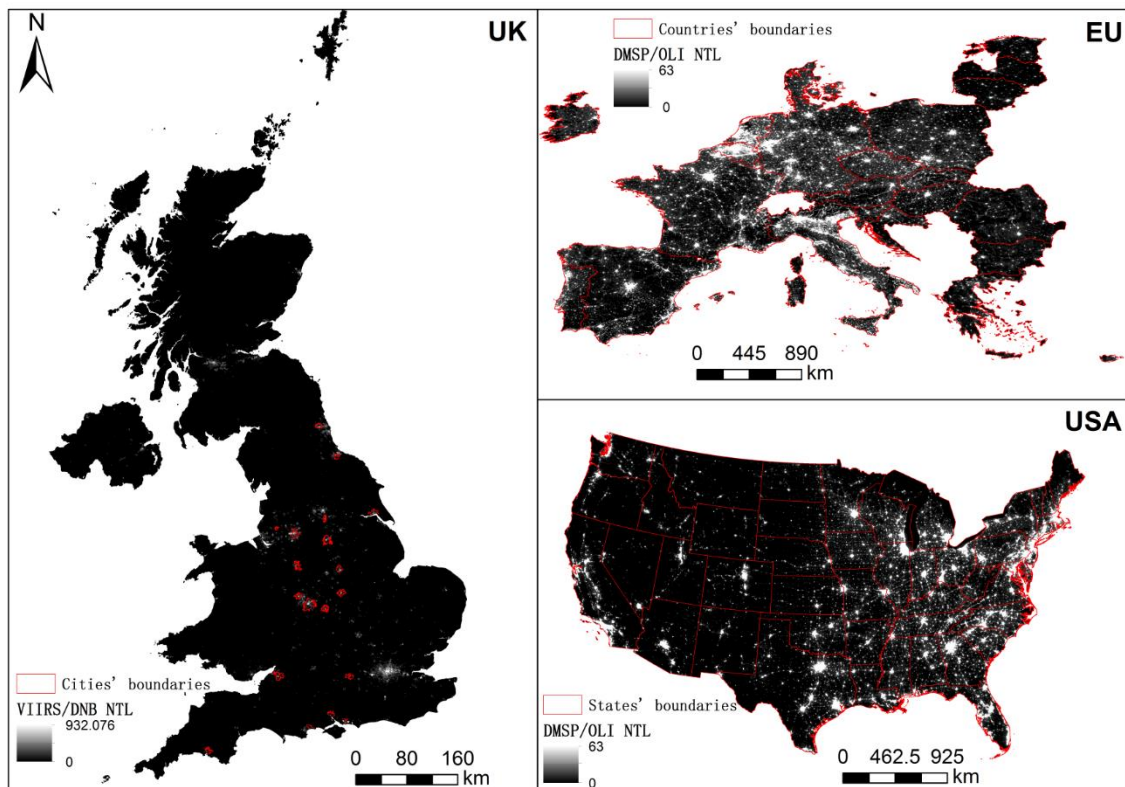 N
UK
Cities' boundaries
VIIRS/DNB NTL
932.076
0
0 80 160
km
EU
Countries' boundaries
DMSP/OLI NTL
63
0
0 445 890
km
USA
States' boundaries
DMSP/OLI NTL
63
0
0 462.5 925
km